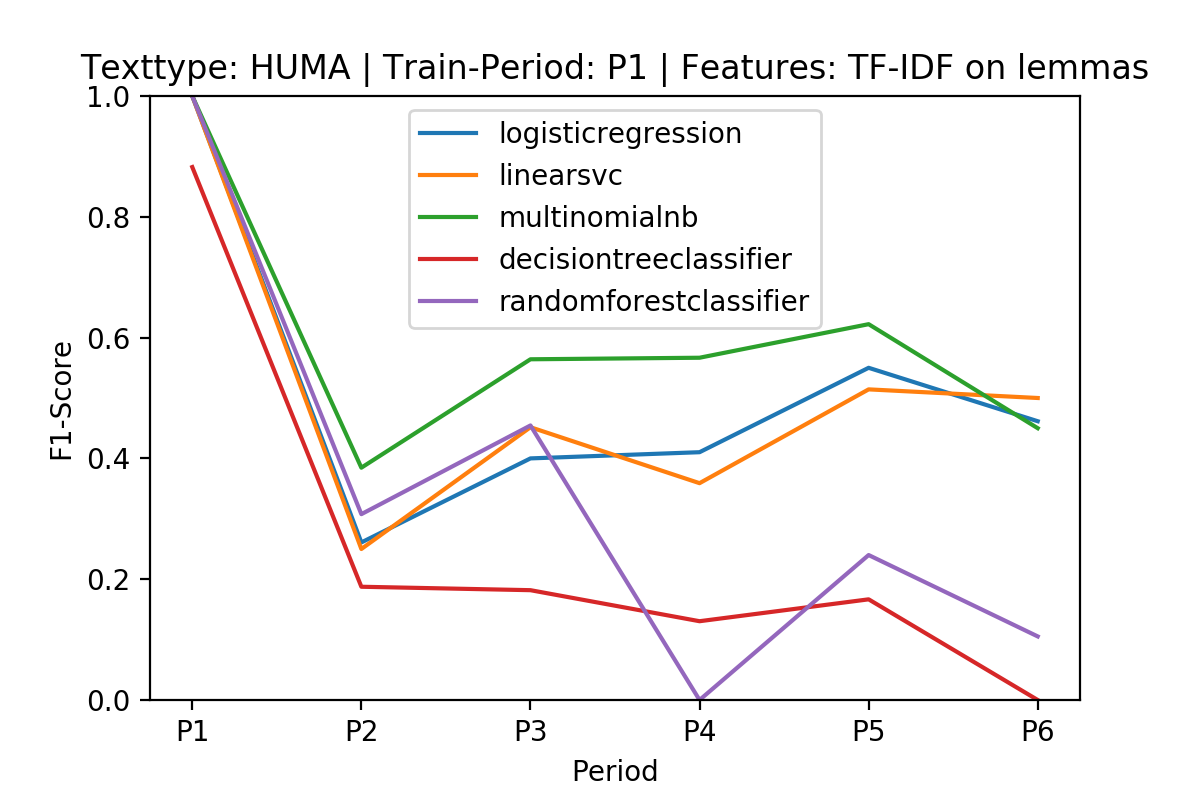 Texttype: HUMA | Train-Period: P1 | Features: TF-IDF on lemmas
1.0
0.8
0.6
0.4
0.2
0.0
F1-Score
logisticregression
linearsvc
multinomialnb
decisiontreeclassifier
randomforestclassifier
P1 P2 P3 P4 P5 P6
Period